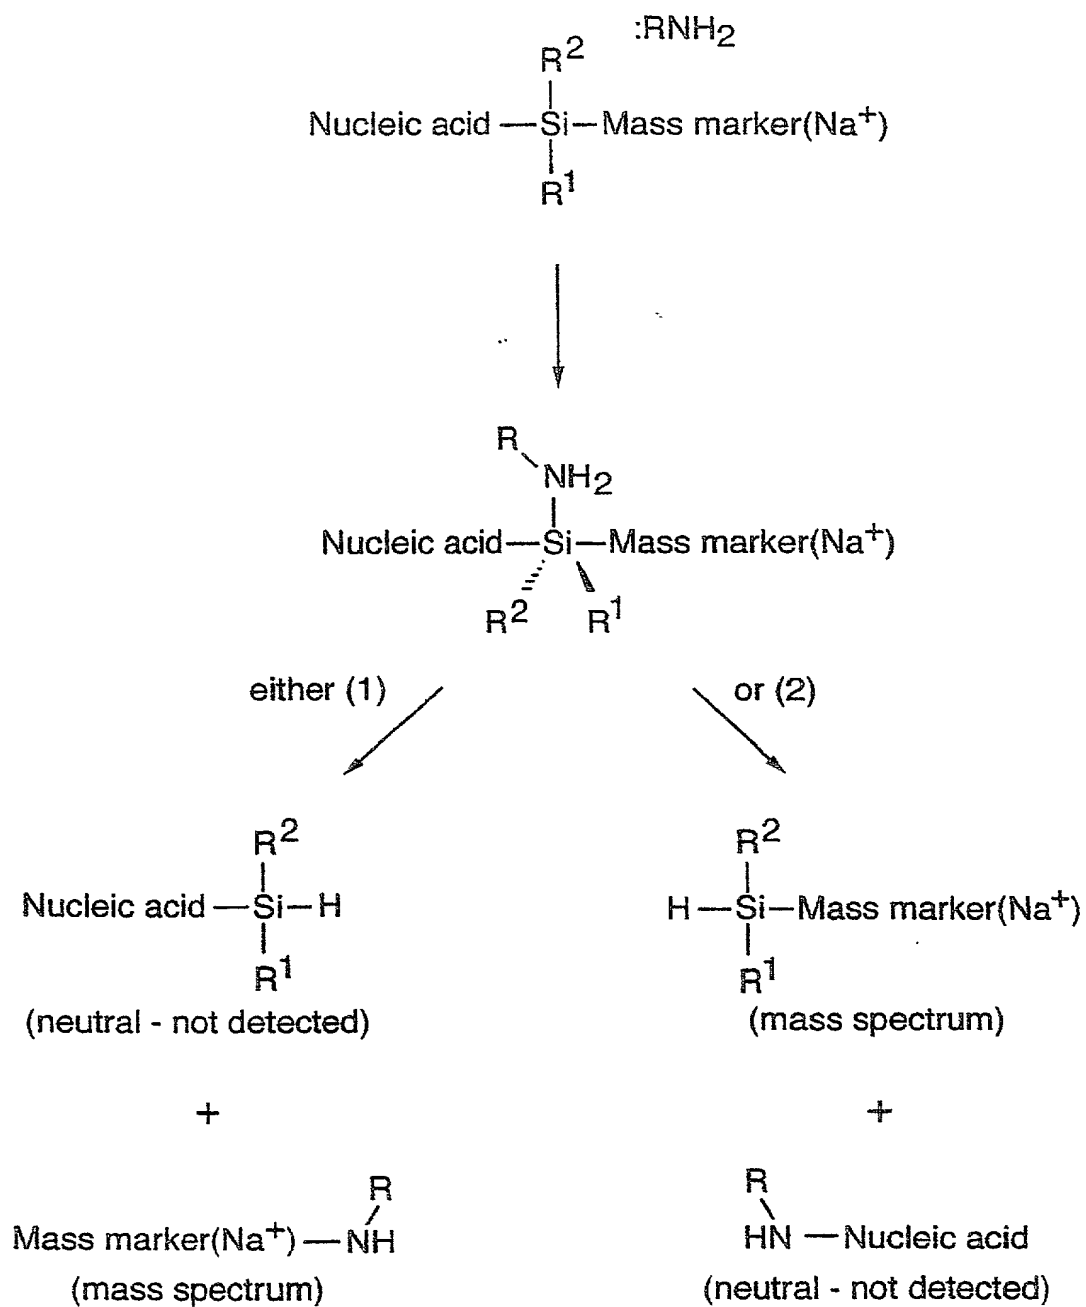 :RNH2
R2
Nucleic acid—Si—Mass marker(Na+)
R1
R
NH2
Nucleic acid—Si—Mass marker(Na+)
R2 R1
either (1) or (2)
R2 R2
Nucleic acid—Si—H H—Si—Mass marker(Na+)
R1 R1
(neutral - not detected) (mass spectrum)
+ +
R R
Mass marker(Na+)—NH HN—Nucleic acid
(mass spectrum) (neutral - not detected)